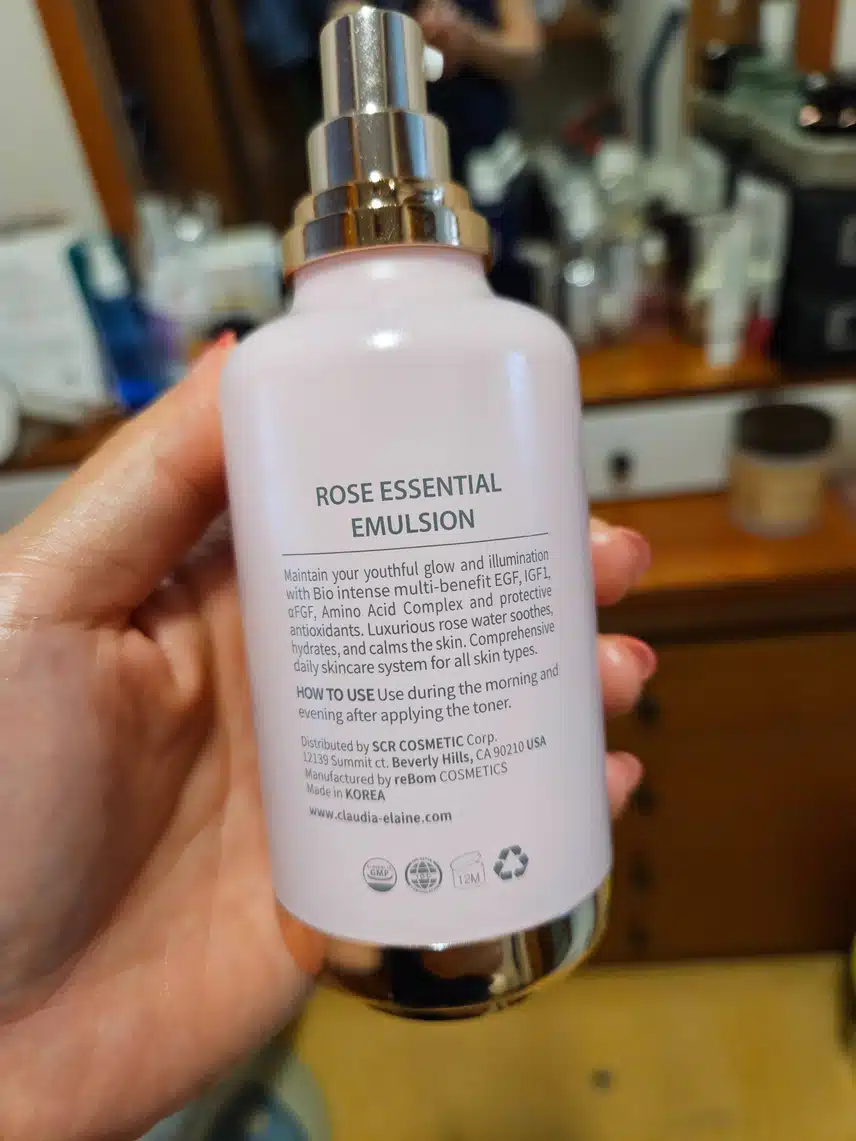 ROSE ESSENTIAL
EMULSION
Maintain your youthful glow and illumination
with Bio intense multi-benefit EGF, IGF1,
αFGF, Amino Acid Complex and protective
antioxidants. Luxurious rose water soothes,
hydrates, and calms the skin. Comprehensive
daily skincare system for all skin types.
HOW TO USE Use during the morning and
evening after applying the toner.
Distributed by SCR COSMETIC Corp.
12139 Summit ct. Beverly Hills, CA 90210 USA
Manufactured by reBom COSMETICS
Made in KOREA
www.claudia-elaine.com
GMP
ISO
12M